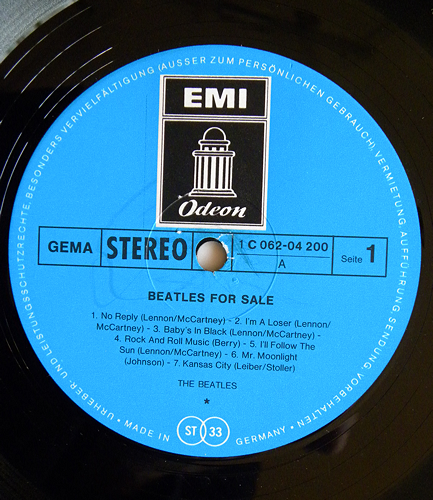 EMI
Odeon
GEMA
STEREO
1 C 062-04 200
A
Seite 1
BEATLES FOR SALE
1. No Reply (Lennon/McCartney) - 2. I'm A Loser (Lennon/
McCartney) - 3. Baby's In Black (Lennon/McCartney) -
4. Rock And Roll Music (Berry) - 5. I'll Follow The
Sun (Lennon/McCartney) - 6. Mr. Moonlight
(Johnson) - 7. Kansas City (Leiber/Stoller)
THE BEATLES
*
ST 33
URHEBER- UND LEISTUNGSSCHUTZRECHTE, BESONDERS VERVIELFÄLTIGUNG (AUSSER ZUM PERSÖNLICHEN GEBRAUCH), VERMIETUNG, AUFFÜHRUNG, SENDUNG, VORBEHALTEN • MADE IN GERMANY •